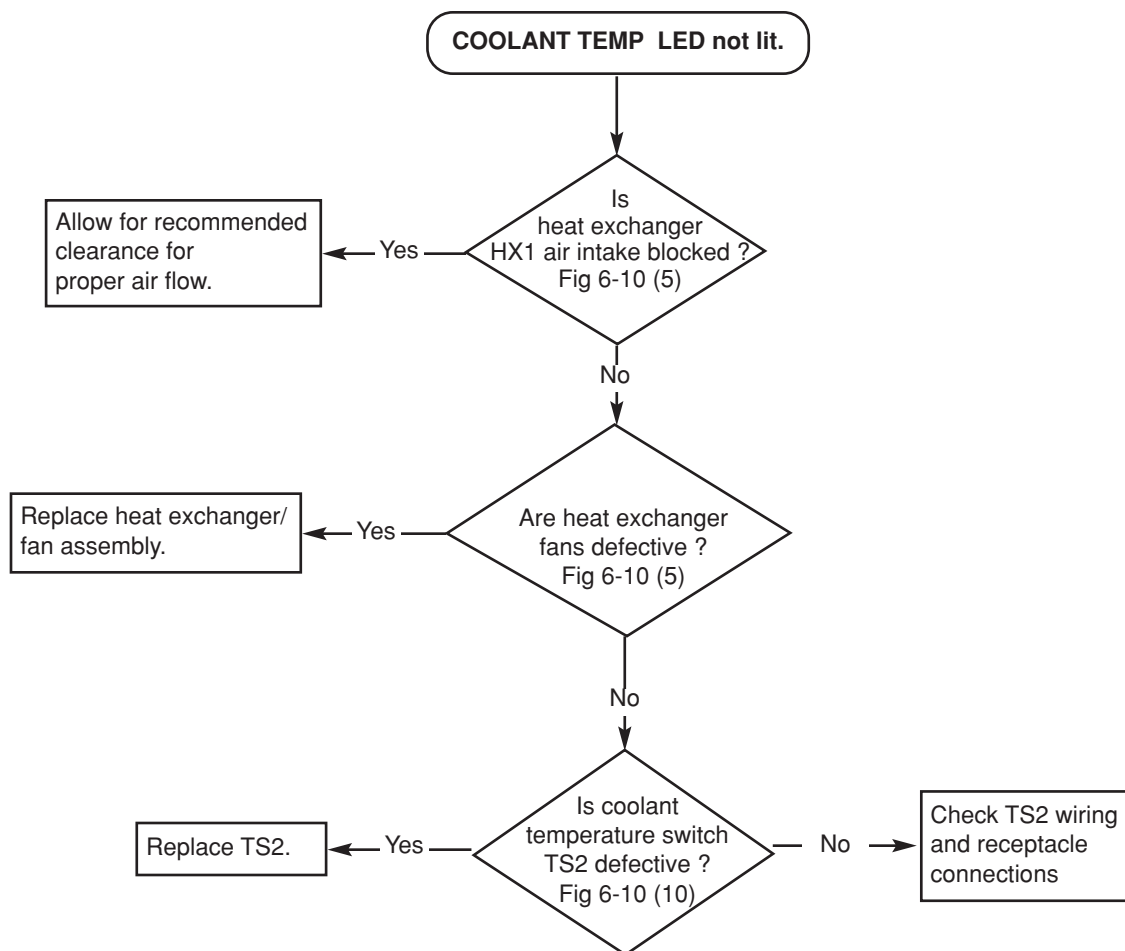 COOLANT TEMP LED not lit.
Is
heat exchanger
HX1 air intake blocked ?
Fig 6-10 (5)
Yes
Allow for recommended
clearance for
proper air flow.
No
Are heat exchanger
fans defective ?
Fig 6-10 (5)
Yes
Replace heat exchanger/
fan assembly.
No
Is coolant
temperature switch
TS2 defective ?
Fig 6-10 (10)
Yes
Replace TS2.
No
Check TS2 wiring
and receptacle
connections